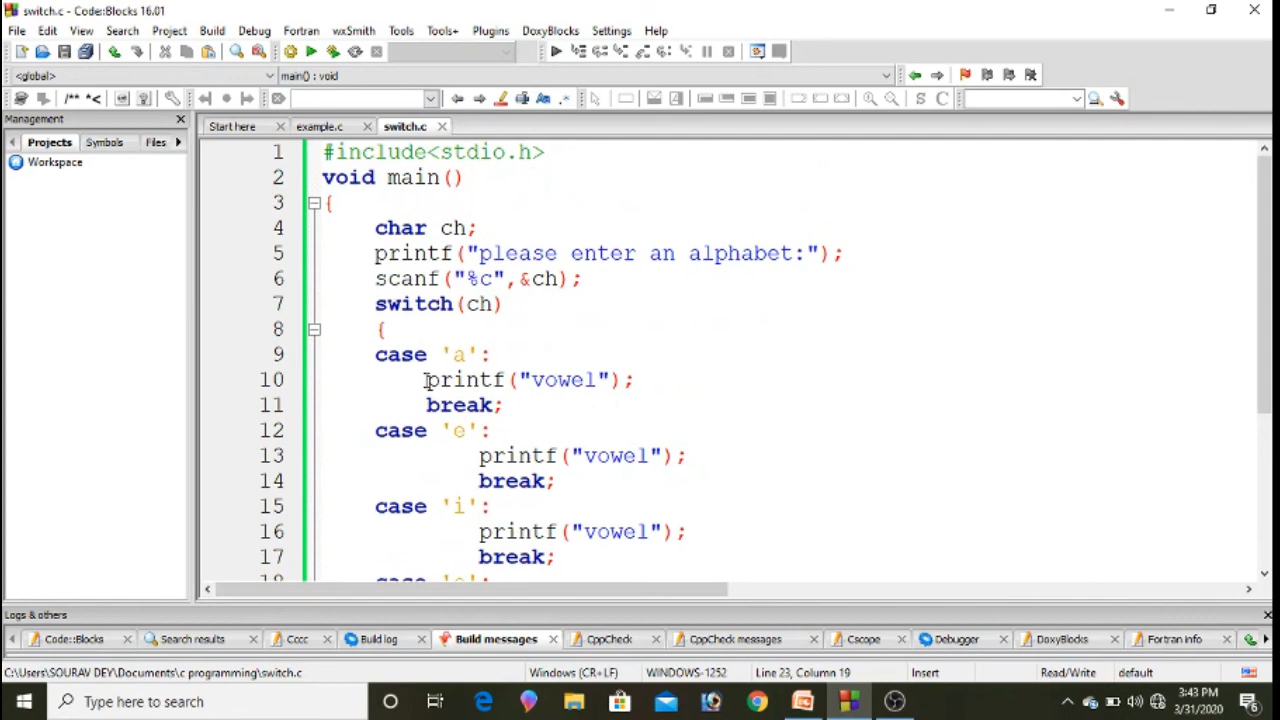 switch.c - Code::Blocks 16.01
File Edit View Search Project Build Debug Fortran wxSmith Tools Tools+ Plugins DoxyBlocks Settings Help
<global> main() : void
/** *<
S C
Management
Projects Symbols Files
Workspace
Start here example.c switch.c
1 #include<stdio.h>
2 void main()
3 {
4 char ch;
5 printf("please enter an alphabet:");
6 scanf("%c",&ch);
7 switch(ch)
8 {
9 case 'a':
10 printf("vowel");
11 break;
12 case 'e':
13 printf("vowel");
14 break;
15 case 'i':
16 printf("vowel");
17 break;
Logs & others
Code::Blocks Search results Cccc Build log Build messages CppCheck CppCheck messages Cscope Debugger DoxyBlocks Fortran info
C:\Users\SOURAV DEY\Documents\c programming\switch.c Windows (CR+LF) WINDOWS-1252 Line 23, Column 19 Insert Read/Write default
Type here to search
3:43 PM
3/31/2020
6